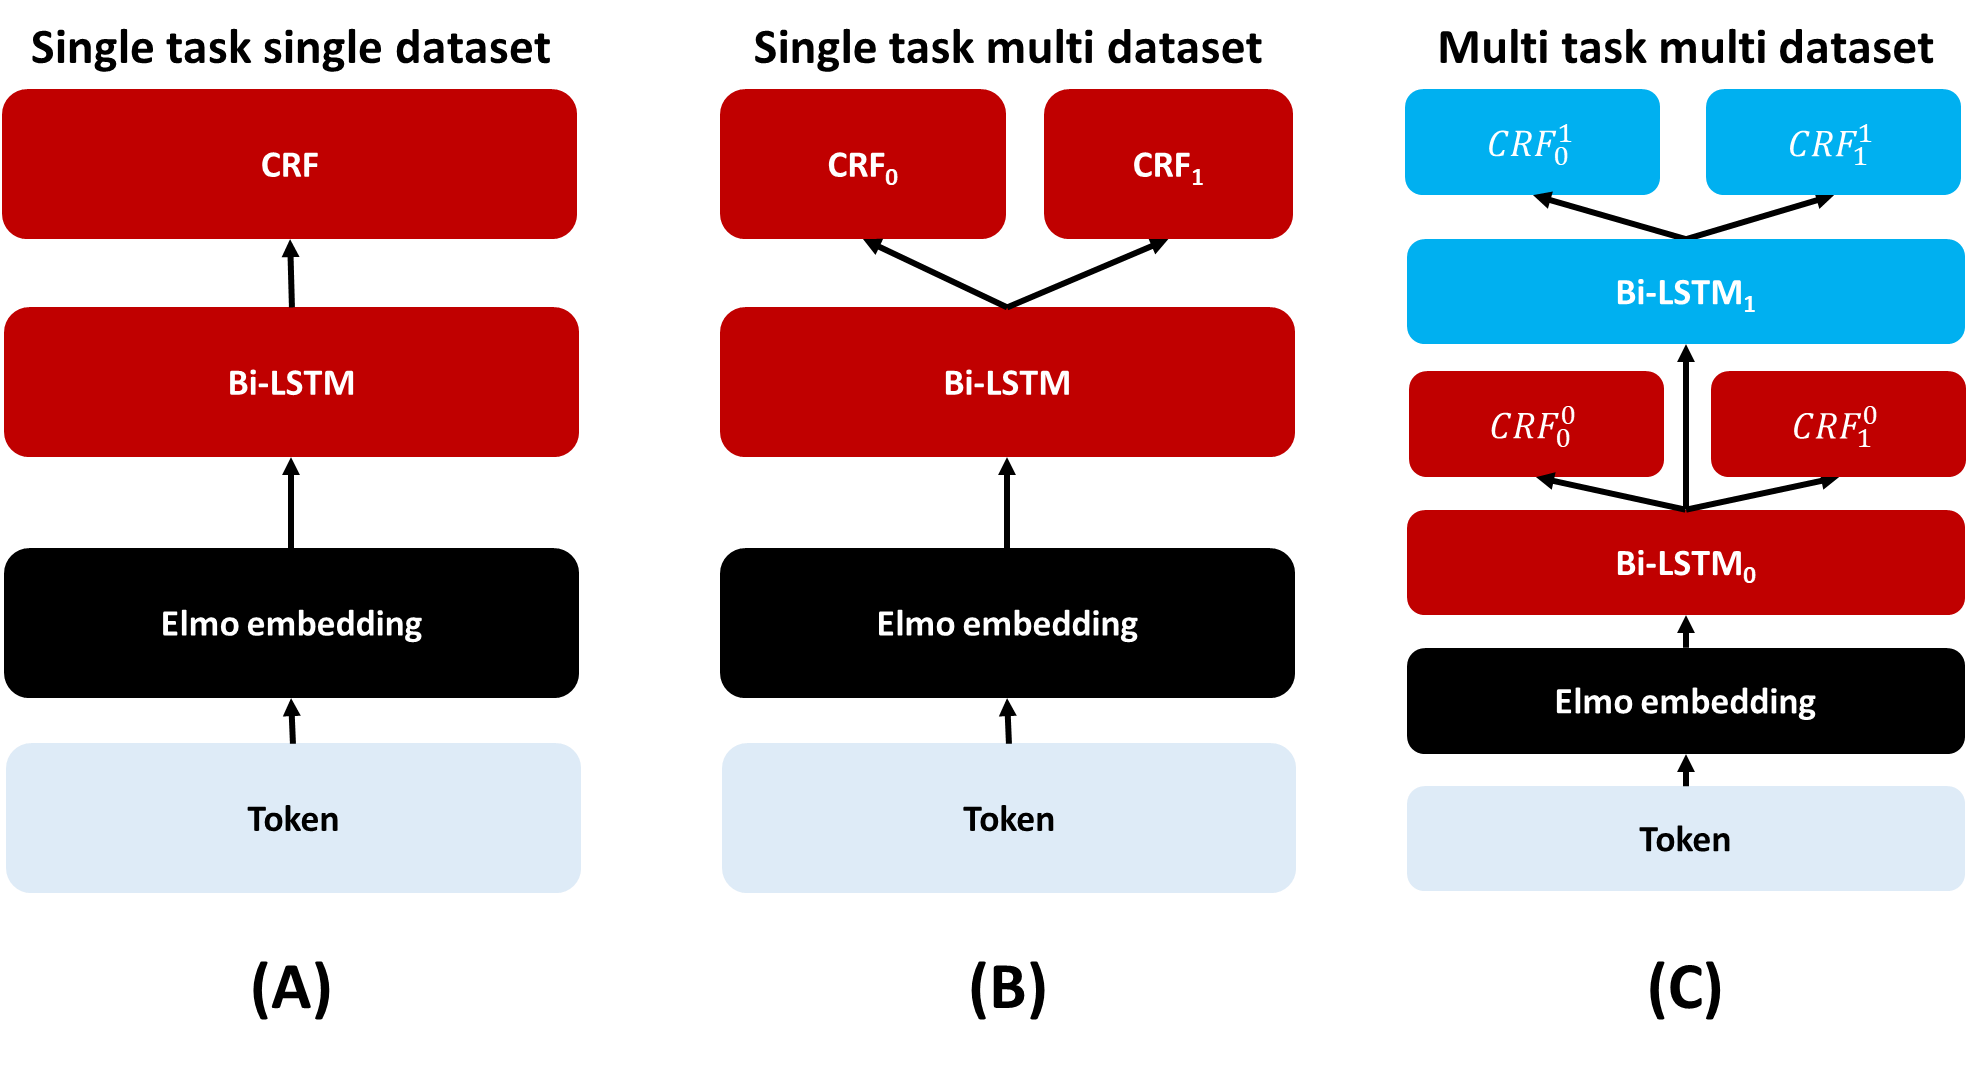 Single task single dataset
CRF
Bi-LSTM
Elmo embedding
Token
(A)
Single task multi dataset
CRF₀ CRF₁
Bi-LSTM
Elmo embedding
Token
(B)
Multi task multi dataset
CRF₀¹ CRF₁¹
Bi-LSTM₁
CRF₀⁰ CRF₁⁰
Bi-LSTM₀
Elmo embedding
Token
(C)